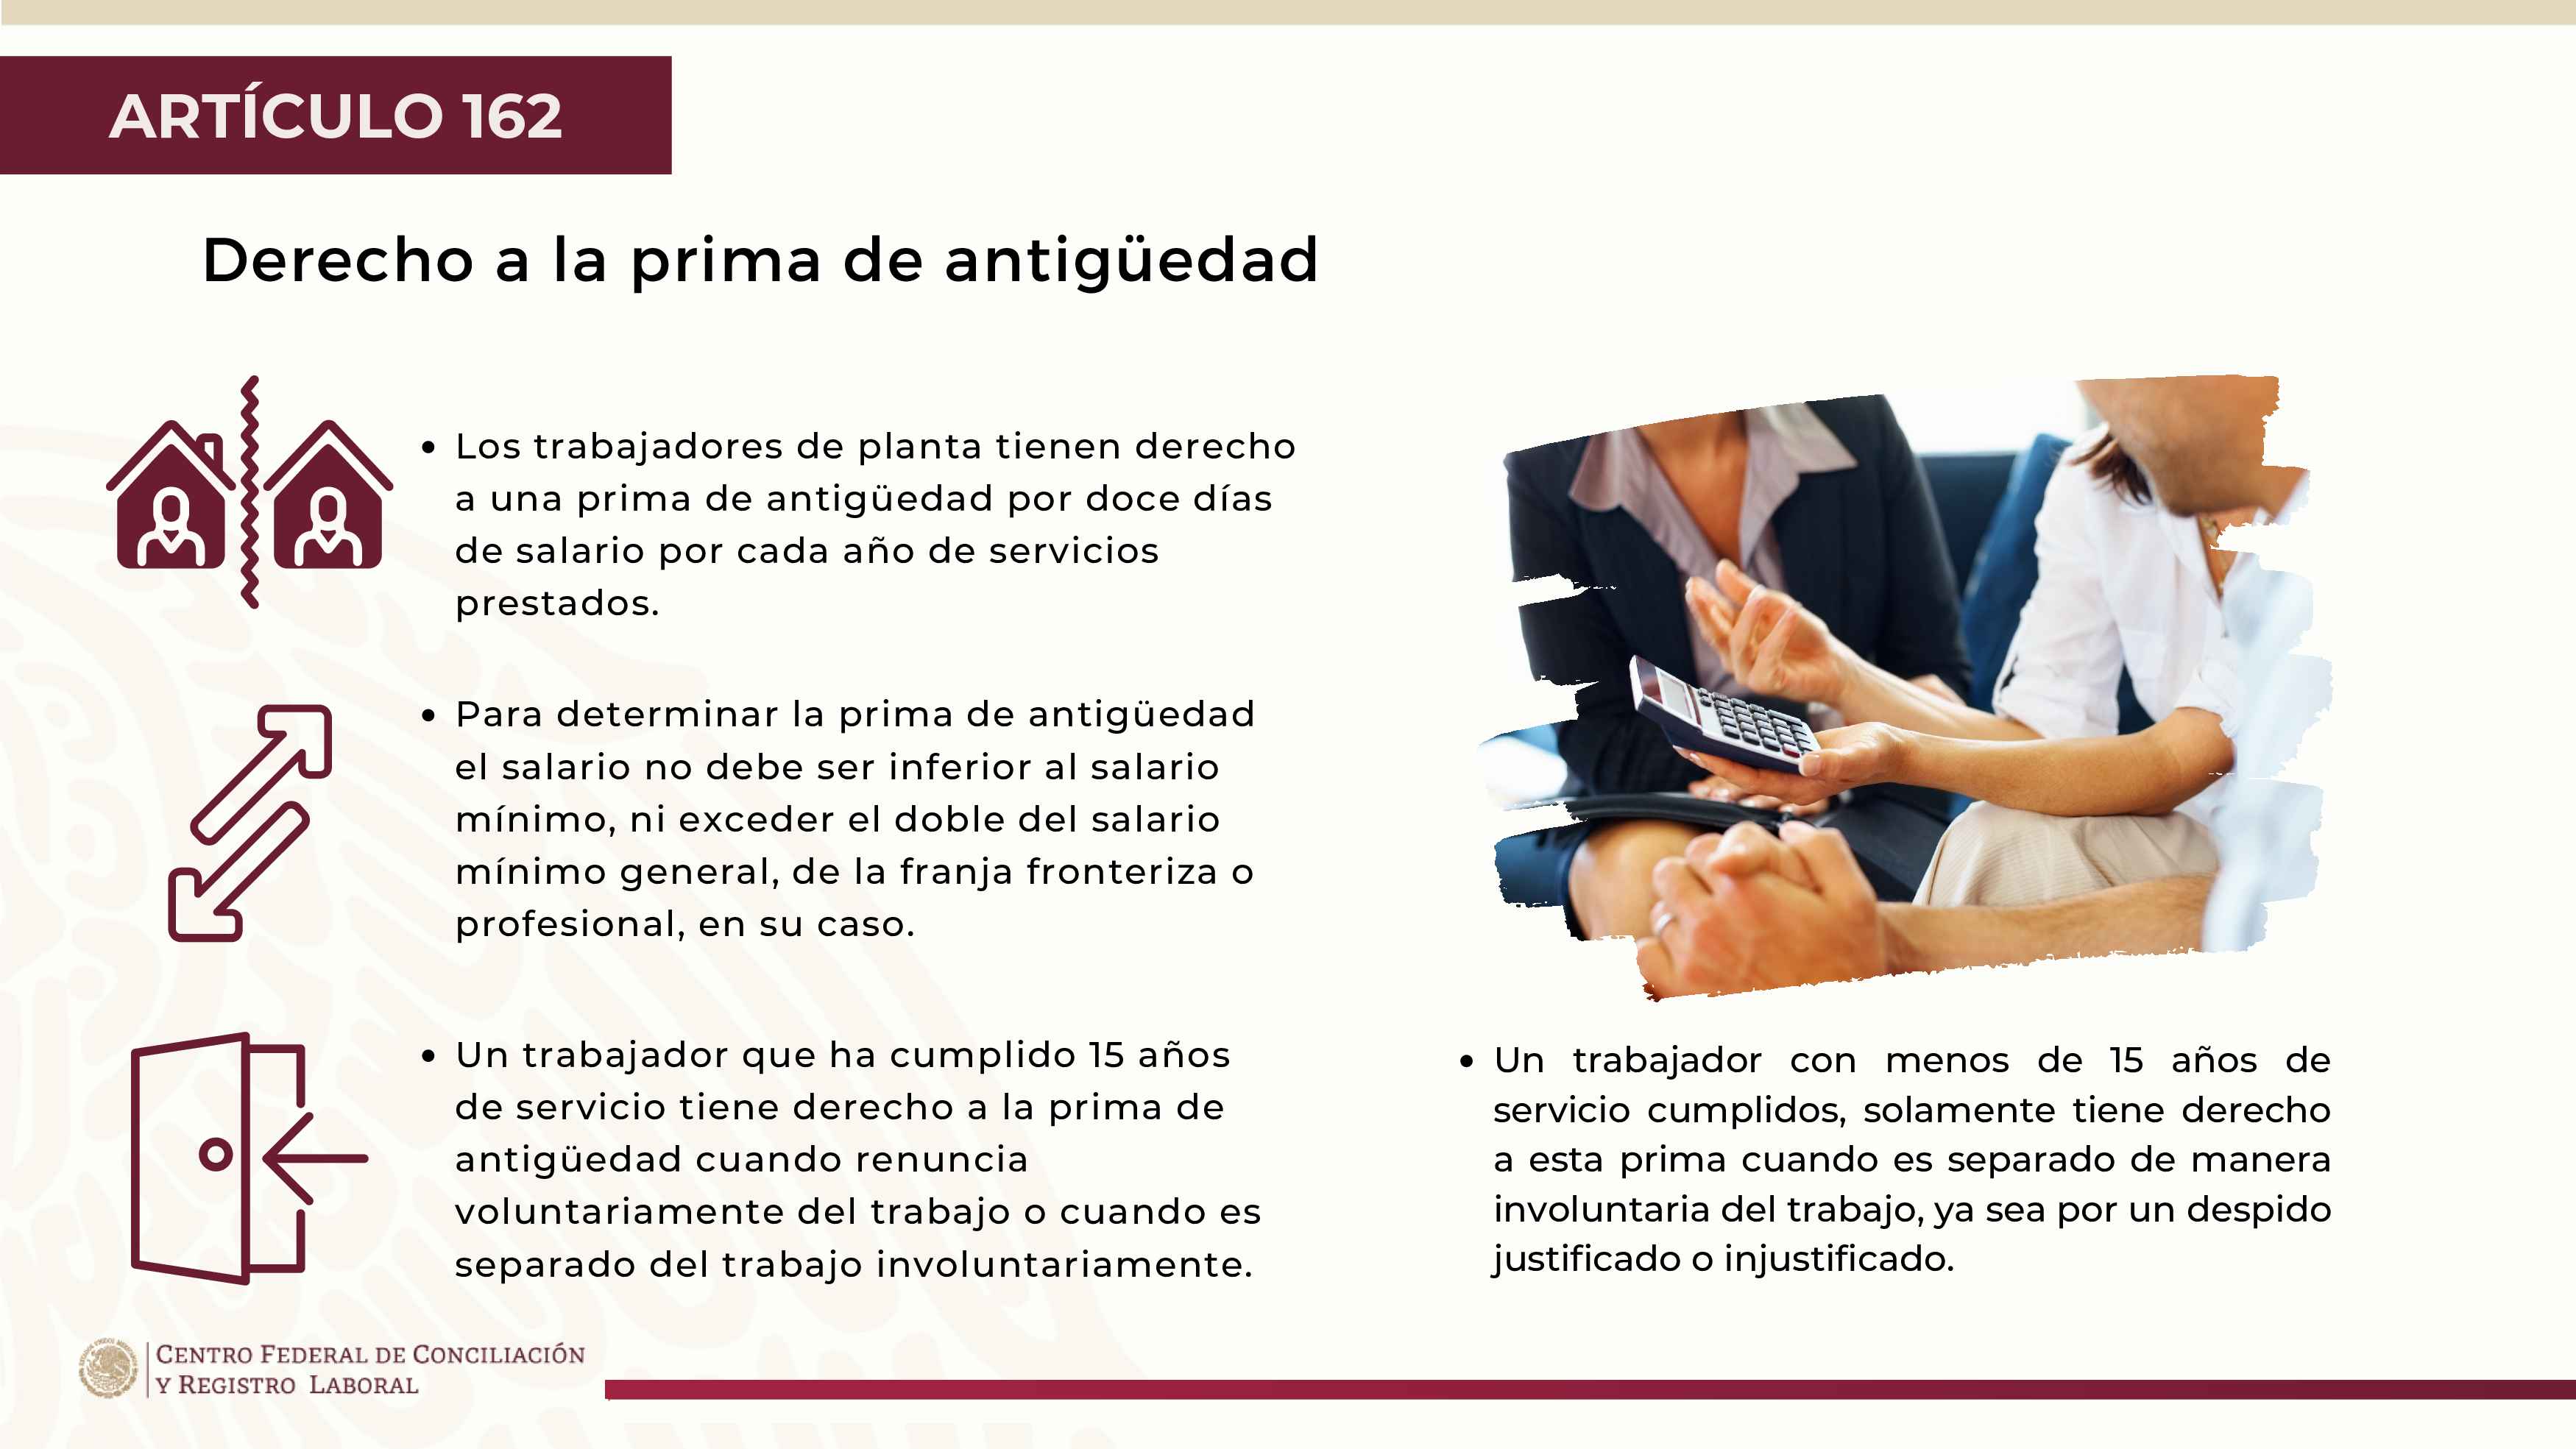 ARTÍCULO 162
Derecho a la prima de antigüedad
• Los trabajadores de planta tienen derecho
a una prima de antigüedad por doce días
de salario por cada año de servicios
prestados.
• Para determinar la prima de antigüedad
el salario no debe ser inferior al salario
mínimo, ni exceder el doble del salario
mínimo general, de la franja fronteriza o
profesional, en su caso.
• Un trabajador que ha cumplido 15 años
de servicio tiene derecho a la prima de
antigüedad cuando renuncia
voluntariamente del trabajo o cuando es
separado del trabajo involuntariamente.
• Un trabajador con menos de 15 años de
servicio cumplidos, solamente tiene derecho
a esta prima cuando es separado de manera
involuntaria del trabajo, ya sea por un despido
justificado o injustificado.
CENTRO FEDERAL DE CONCILIACIÓN
Y REGISTRO LABORAL